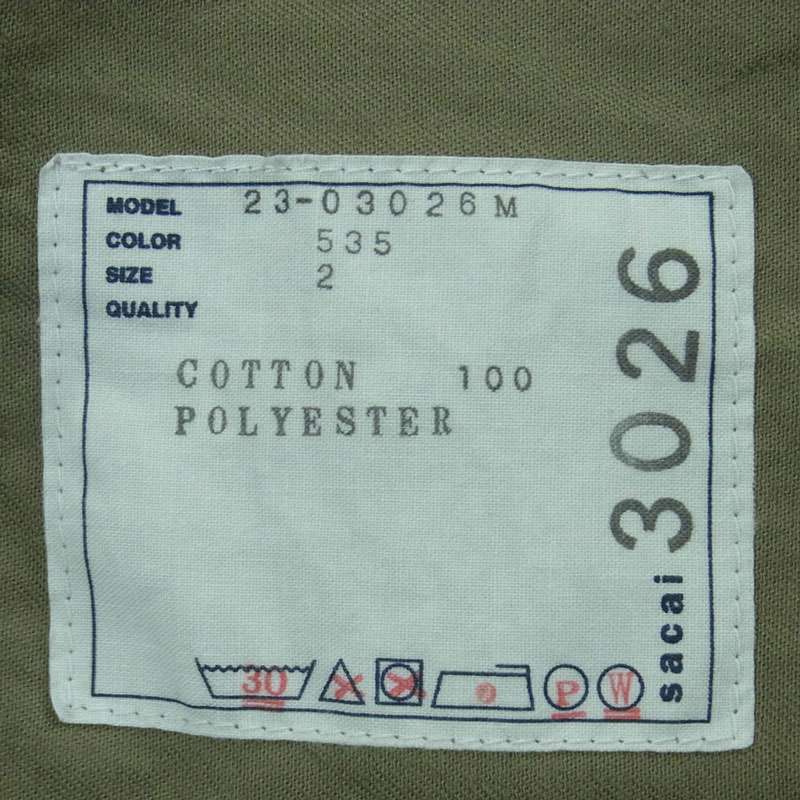 MODEL 23-03026M
COLOR 535
SIZE 2
QUALITY
COTTON 100
POLYESTER
30 P W
sacai 3026